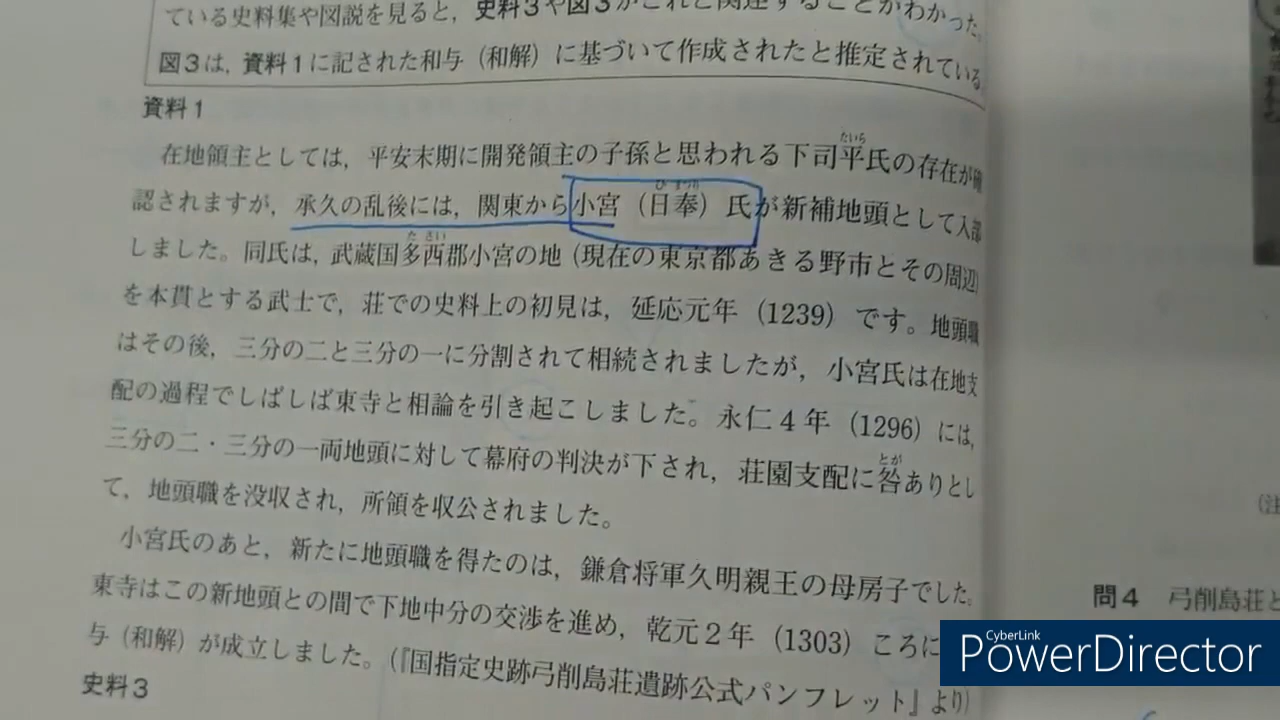 ている史料集や図説を見ると，史料３や図３がこれと関連することがわかった。
図３は，資料１に記された和与（和解）に基づいて作成されたと推定されている。
資料１
在地領主としては，平安末期に開発領主の子孫と思われる下司平氏の存在が確
たいら
認されますが，承久の乱後には，関東から小宮（日奉）氏が新補地頭として入部
ひ まつり
しました。同氏は，武蔵国多西郡小宮の地（現在の東京都あきる野市とその周辺）
た さい
を本貫とする武士で，荘での史料上の初見は，延応元年（1239）です。地頭職
はその後，三分の二と三分の一に分割されて相続されましたが，小宮氏は在地支
配の過程でしばしば東寺と相論を引き起こしました。永仁４年（1296）には，
三分の二・三分の一両地頭に対して幕府の判決が下され，荘園支配に咎ありとし
とが
て，地頭職を没収され，所領を収公されました。
小宮氏のあと，新たに地頭職を得たのは，鎌倉将軍久明親王の母房子でした。
東寺はこの新地頭との間で下地中分の交渉を進め，乾元２年（1303）ころに
与（和解）が成立しました。（『国指定史跡弓削島荘遺跡公式パンフレット』より）
史料３
（注
問４ 弓削島荘と
CyberLink
PowerDirector